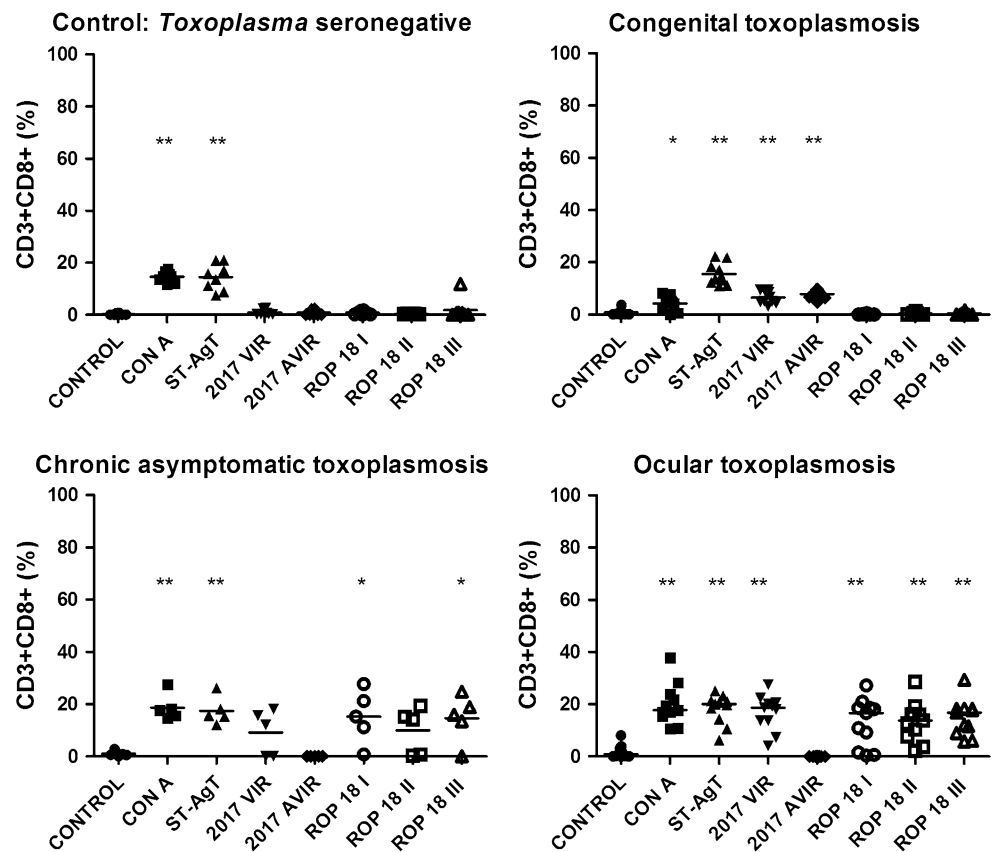 Control: Toxoplasma seronegative
CD3+CD8+ (%)
100
80
60
40
20
0
** **
CONTROL
CON A
ST-AgT
2017 VIR
2017 AVIR
ROP 18 I
ROP 18 II
ROP 18 III
Congenital toxoplasmosis
CD3+CD8+ (%)
100
80
60
40
20
0
* ** ** **
CONTROL
CON A
ST-AgT
2017 VIR
2017 AVIR
ROP 18 I
ROP 18 II
ROP 18 III
Chronic asymptomatic toxoplasmosis
CD3+CD8+ (%)
100
80
60
40
20
0
** ** * *
CONTROL
CON A
ST-AgT
2017 VIR
2017 AVIR
ROP 18 I
ROP 18 II
ROP 18 III
Ocular toxoplasmosis
CD3+CD8+ (%)
100
80
60
40
20
0
** ** ** ** ** **
CONTROL
CON A
ST-AgT
2017 VIR
2017 AVIR
ROP 18 I
ROP 18 II
ROP 18 III